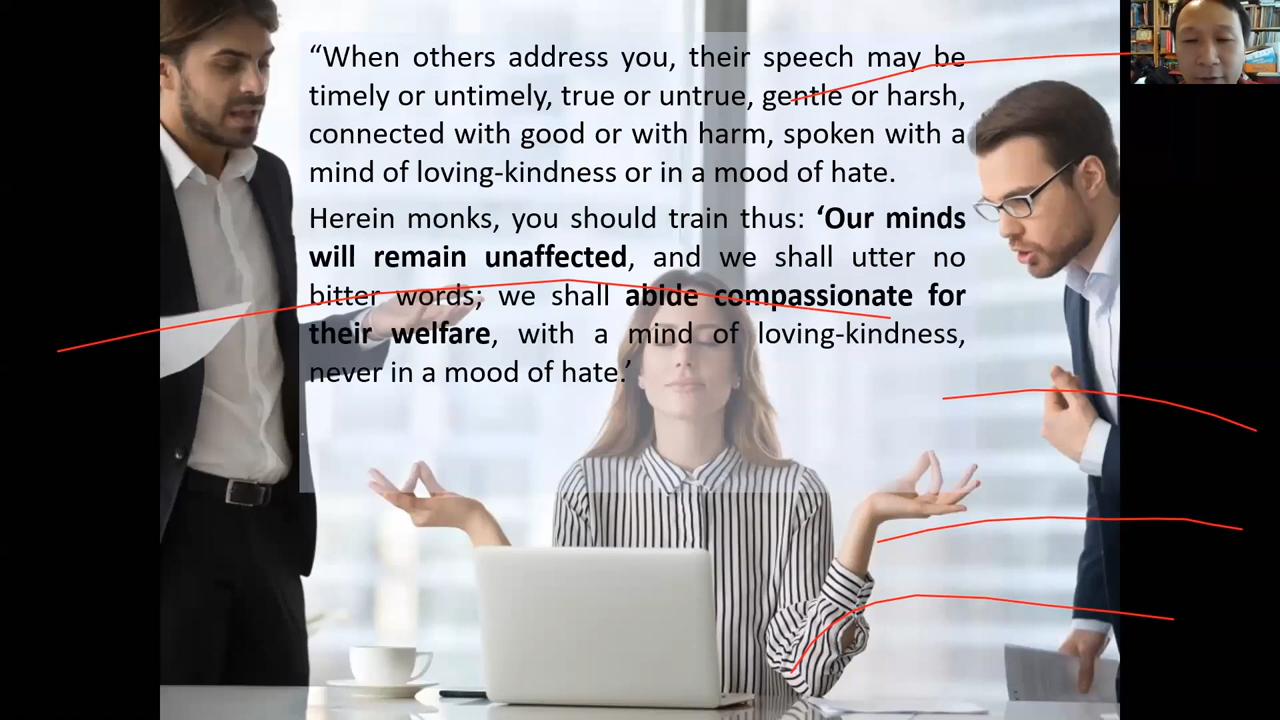 “When others address you, their speech may be
timely or untimely, true or untrue, gentle or harsh,
connected with good or with harm, spoken with a
mind of loving-kindness or in a mood of hate.
Herein monks, you should train thus: ‘Our minds
will remain unaffected, and we shall utter no
bitter words; we shall abide compassionate for
their welfare, with a mind of loving-kindness,
never in a mood of hate.’